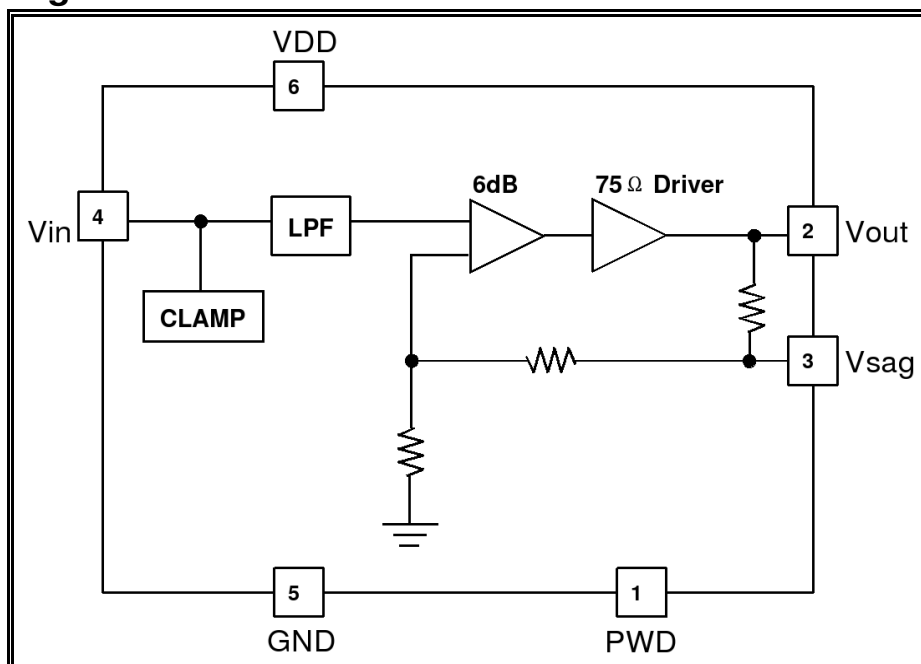 VDD
6
6dB
75Ω Driver
4
Vin
LPF
2
Vout
CLAMP
3
Vsag
5
1
GND
PWD